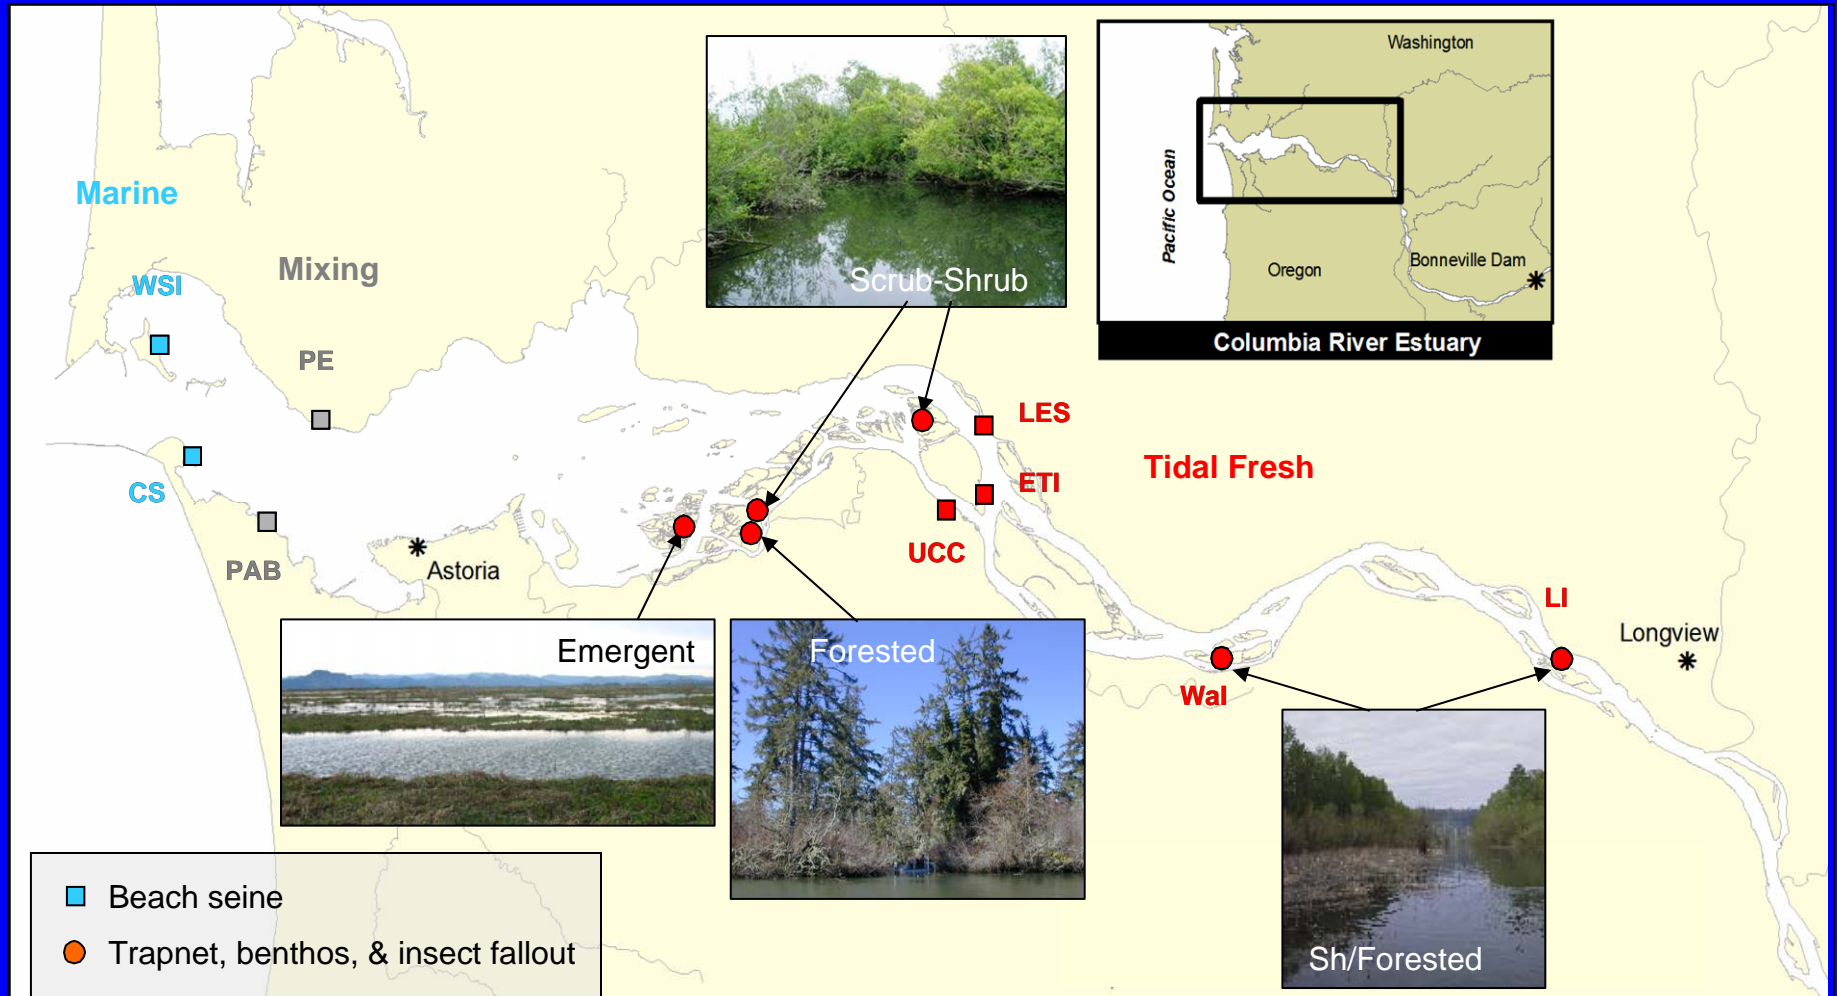 Washington
Pacific Ocean
Oregon
Bonneville Dam
Columbia River Estuary
Marine
Mixing
WSI
PE
CS
PAB
Astoria
Scrub-Shrub
LES
ETI
UCC
Tidal Fresh
LI
Longview
Wal
Emergent
Forested
Sh/Forested
Beach seine
Trapnet, benthos, & insect fallout